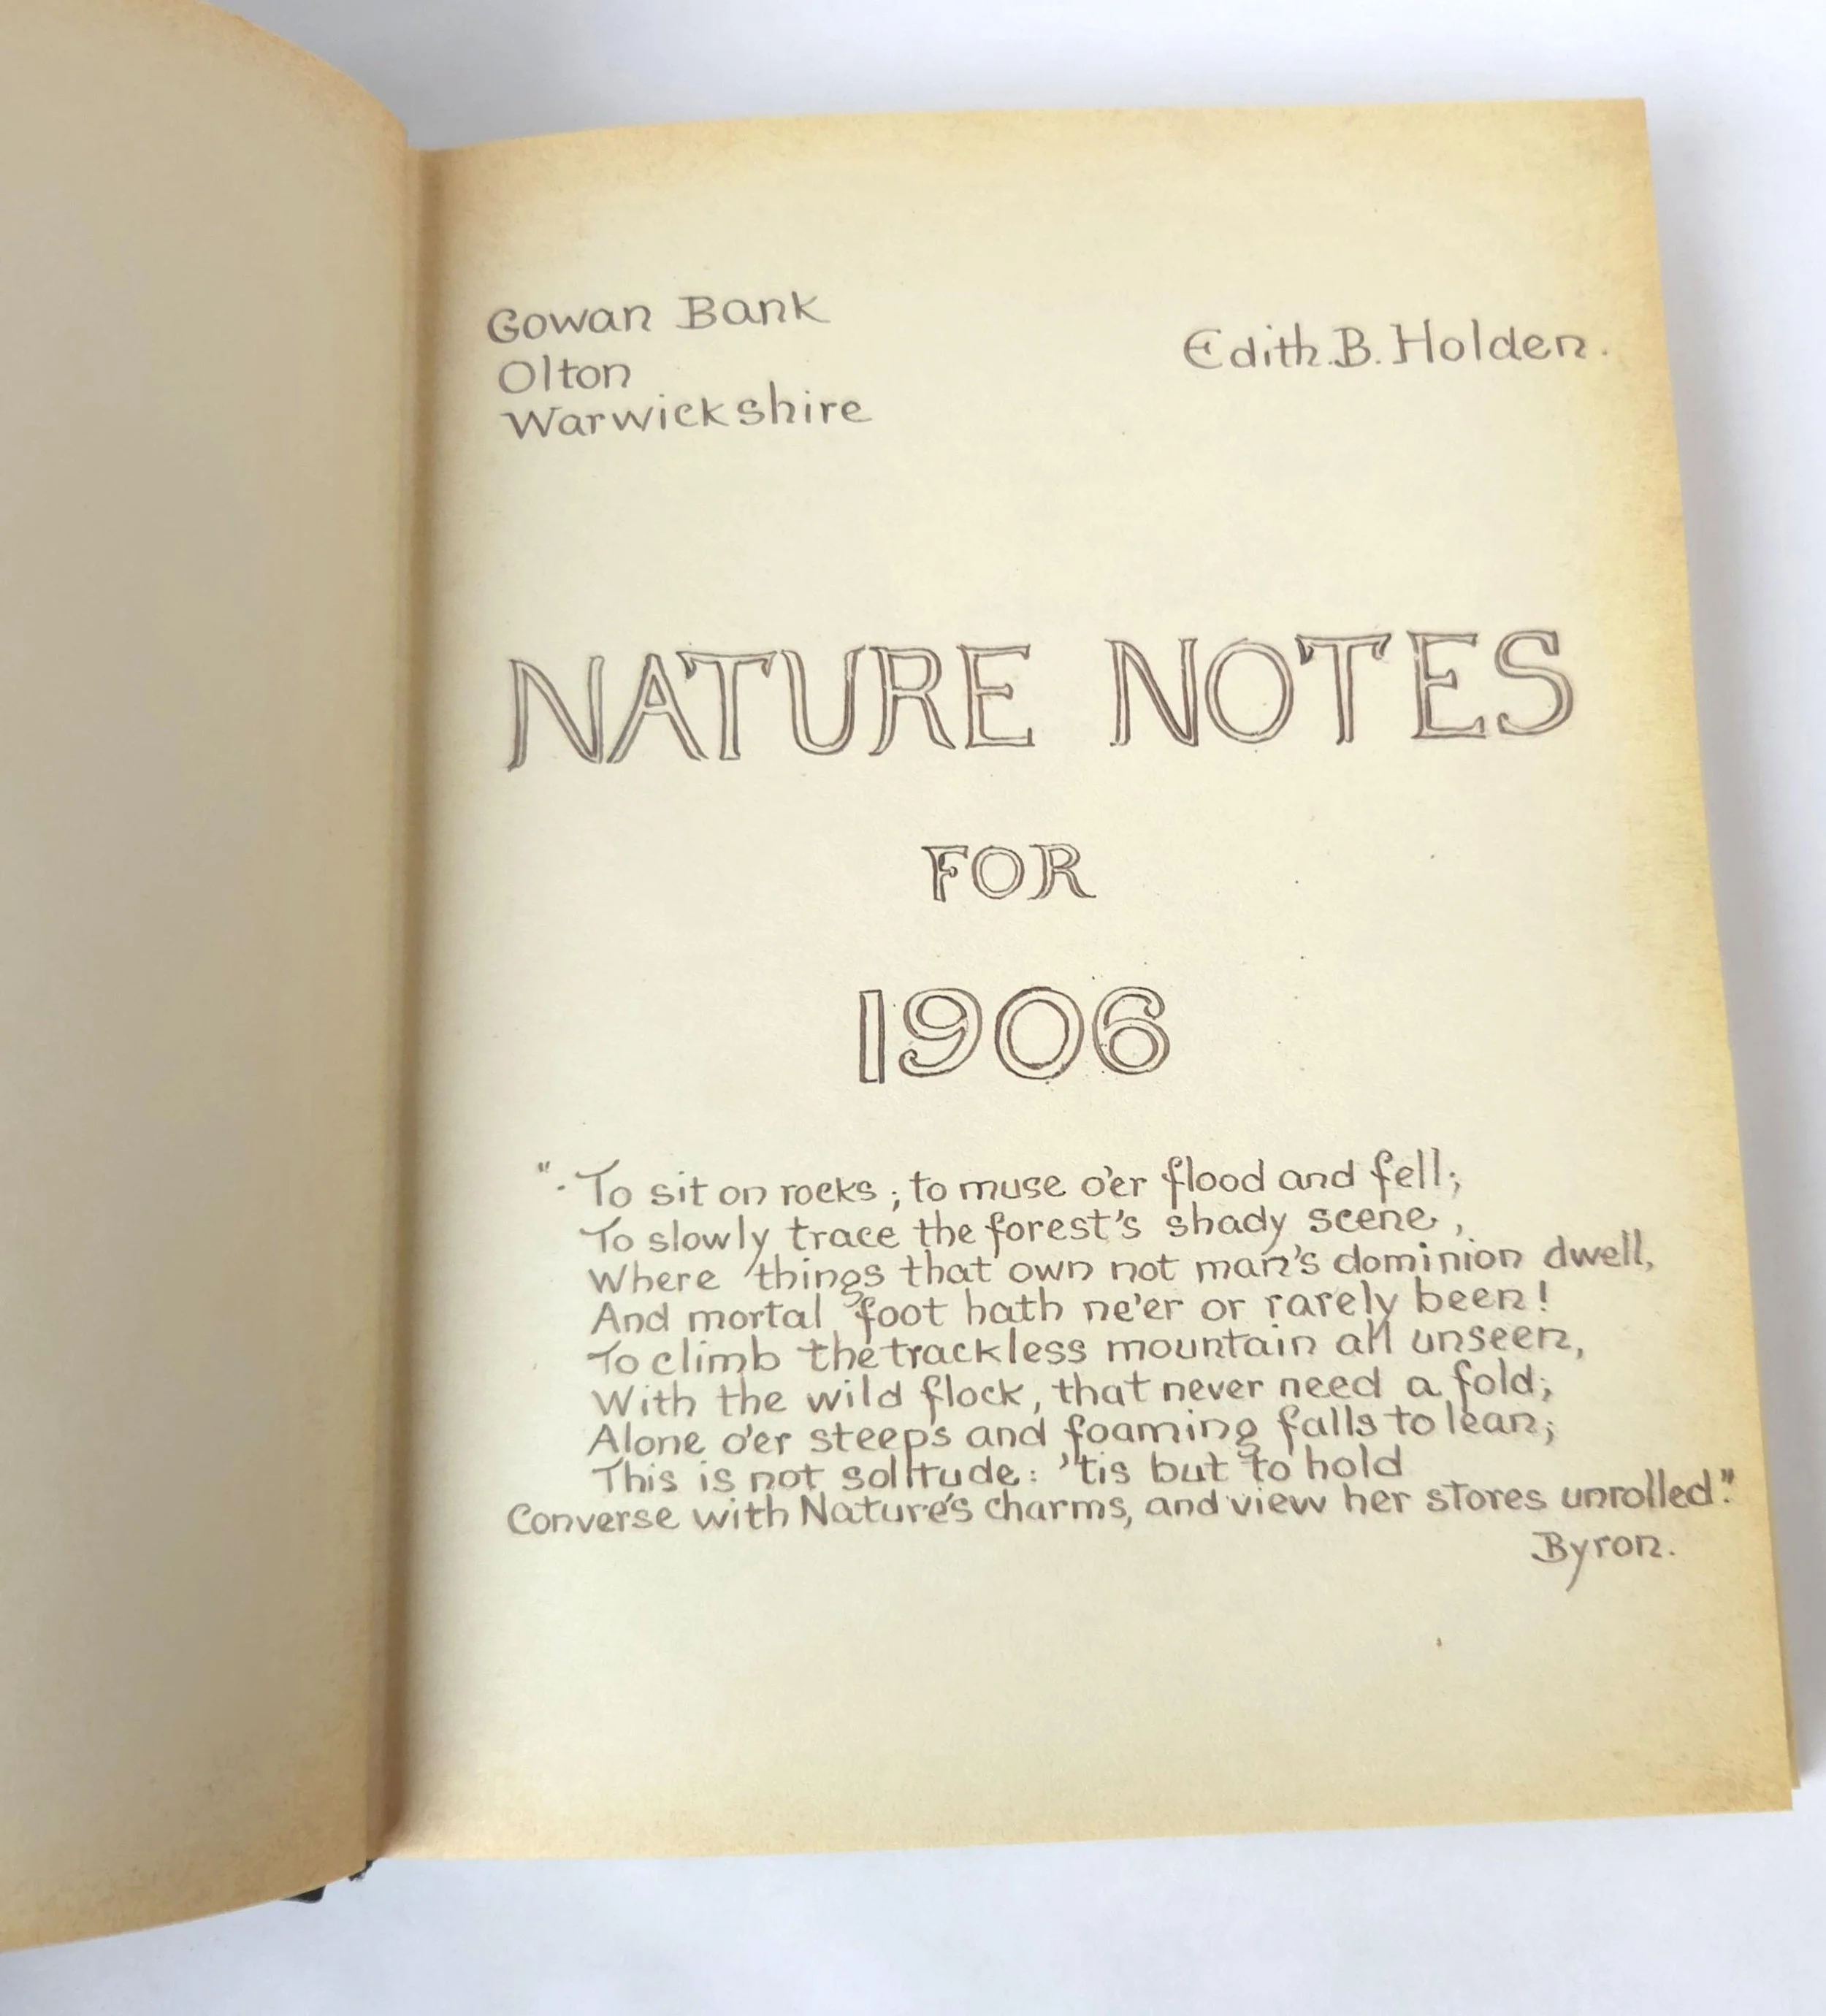 Gowan Bank
Olton
Warwickshire
Edith.B.Holden.
NATURE NOTES
FOR
1906
"·To sit on rocks; to muse o'er flood and fell;
To slowly trace the forest's shady scene,
Where things that own not man's dominion dwell,
And mortal foot hath ne'er or rarely been!
To climb the trackless mountain all unseen,
With the wild flock, that never need a fold;
Alone o'er steeps and foaming falls to lean;
This is not solitude: 'tis but to hold
Converse with Nature's charms, and view her stores unrolled."
Byron.